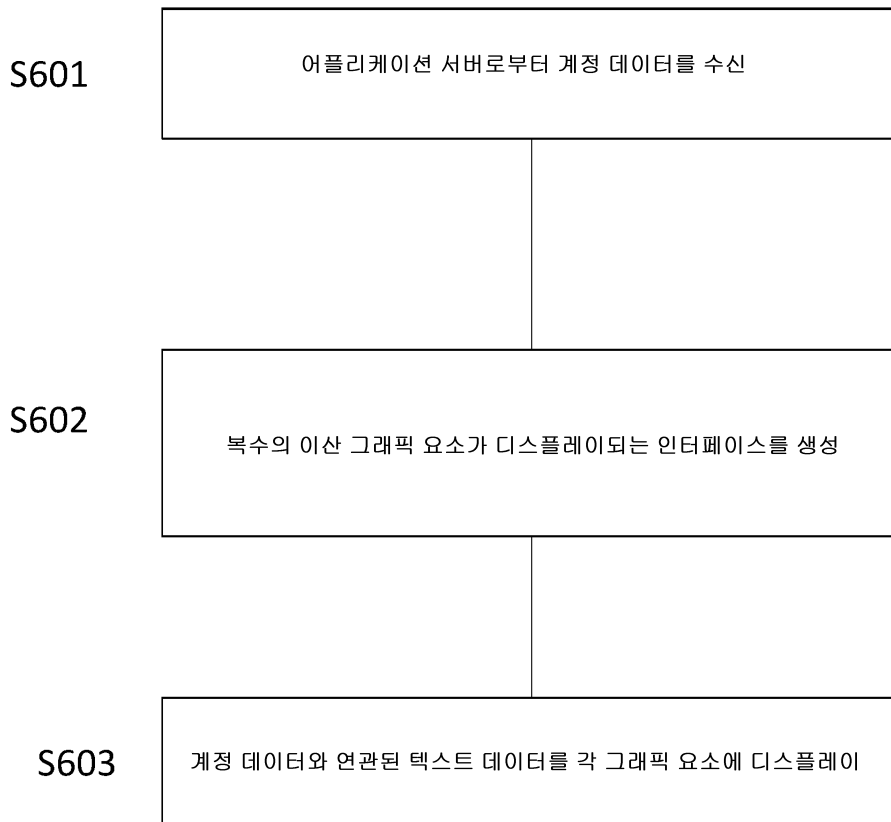 S601
어플리케이션 서버로부터 계정 데이터를 수신
S602
복수의 이산 그래픽 요소가 디스플레이되는 인터페이스를 생성
S603
계정 데이터와 연관된 텍스트 데이터를 각 그래픽 요소에 디스플레이